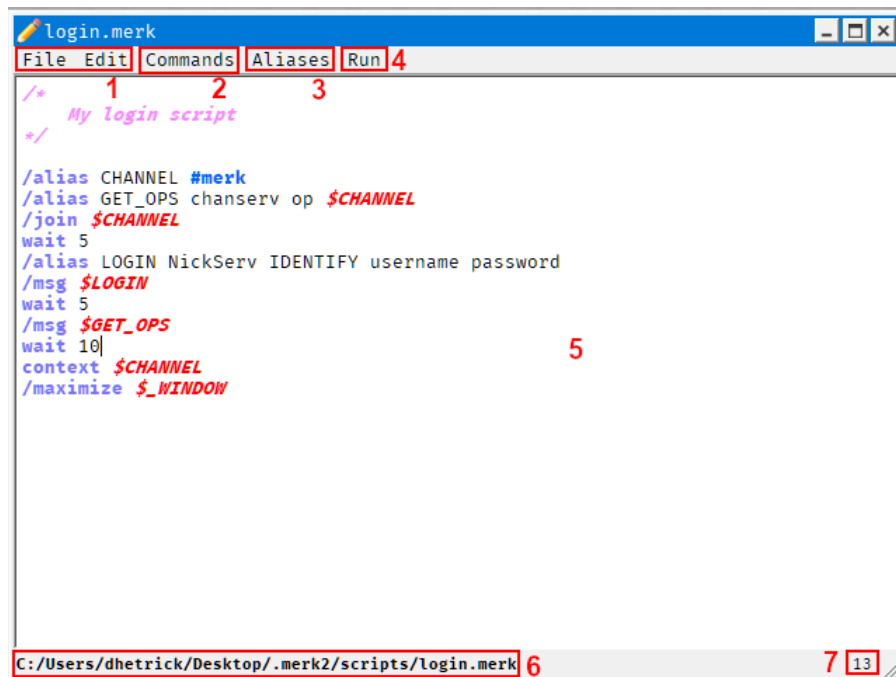 login.merk
File Edit Commands Aliases Run 4
1 2 3
/*
My login script
*/
/alias CHANNEL #merk
/alias GET_OPS chanserv op $CHANNEL
/join $CHANNEL
wait 5
/alias LOGIN NickServ IDENTIFY username password
/msg $LOGIN
wait 5
/msg $GET_OPS
wait 10
5
context $CHANNEL
/maximize $_WINDOW
C:/Users/dhetrick/Desktop/.merk2/scripts/login.merk 6 7 13